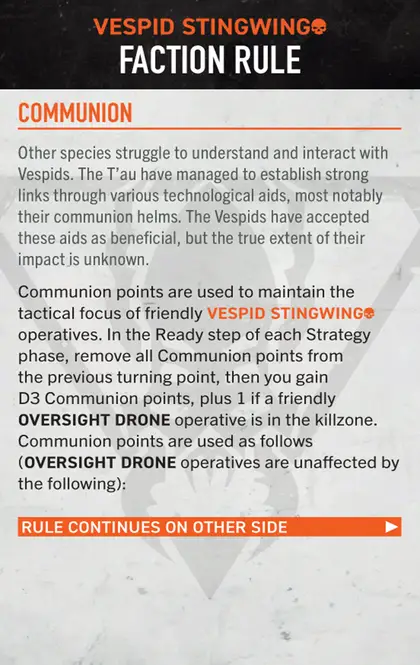 VESPID STINGWING
FACTION RULE
COMMUNION
Other species struggle to understand and interact with
Vespids. The T'au have managed to establish strong
links through various technological aids, most notably
their communion helms. The Vespids have accepted
these aids as beneficial, but the true extent of their
impact is unknown.
Communion points are used to maintain the
tactical focus of friendly VESPID STINGWING
operatives. In the Ready step of each Strategy
phase, remove all Communion points from
the previous turning point, then you gain
D3 Communion points, plus 1 if a friendly
OVERSIGHT DRONE operative is in the killzone.
Communion points are used as follows
(OVERSIGHT DRONE operatives are unaffected by
the following):
RULE CONTINUES ON OTHER SIDE